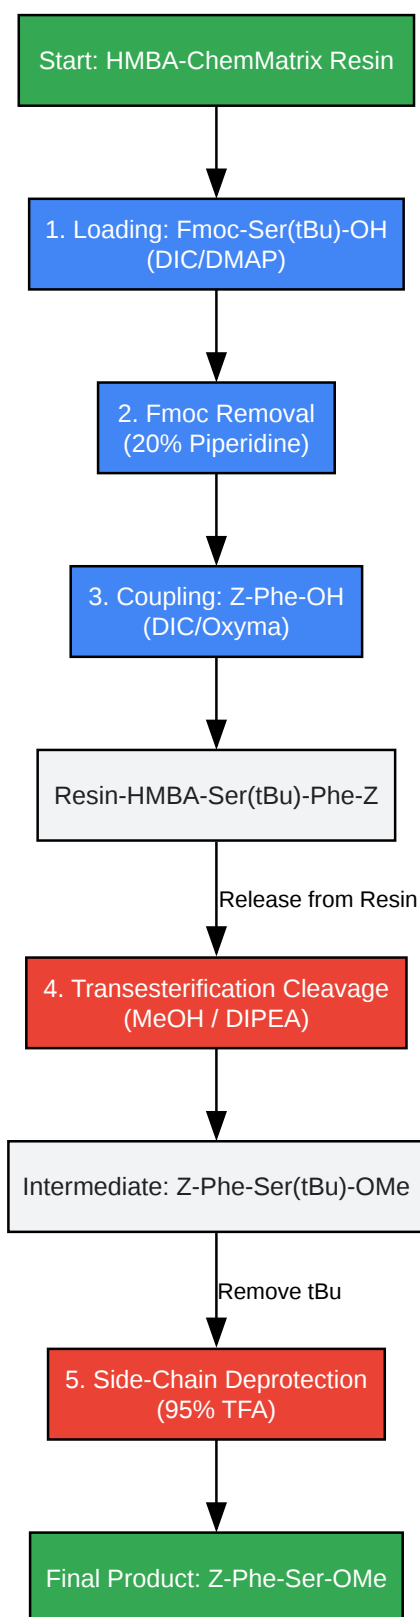 Start: HMBA-ChemMatrix Resin
1. Loading: Fmoc-Ser(tBu)-OH
(DIC/DMAP)
2. Fmoc Removal
(20% Piperidine)
3. Coupling: Z-Phe-OH
(DIC/Oxyma)
Resin-HMBA-Ser(tBu)-Phe-Z
Release from Resin
4. Transesterification Cleavage
(MeOH / DIPEA)
Intermediate: Z-Phe-Ser(tBu)-OMe
Remove tBu
5. Side-Chain Deprotection
(95% TFA)
Final Product: Z-Phe-Ser-OMe